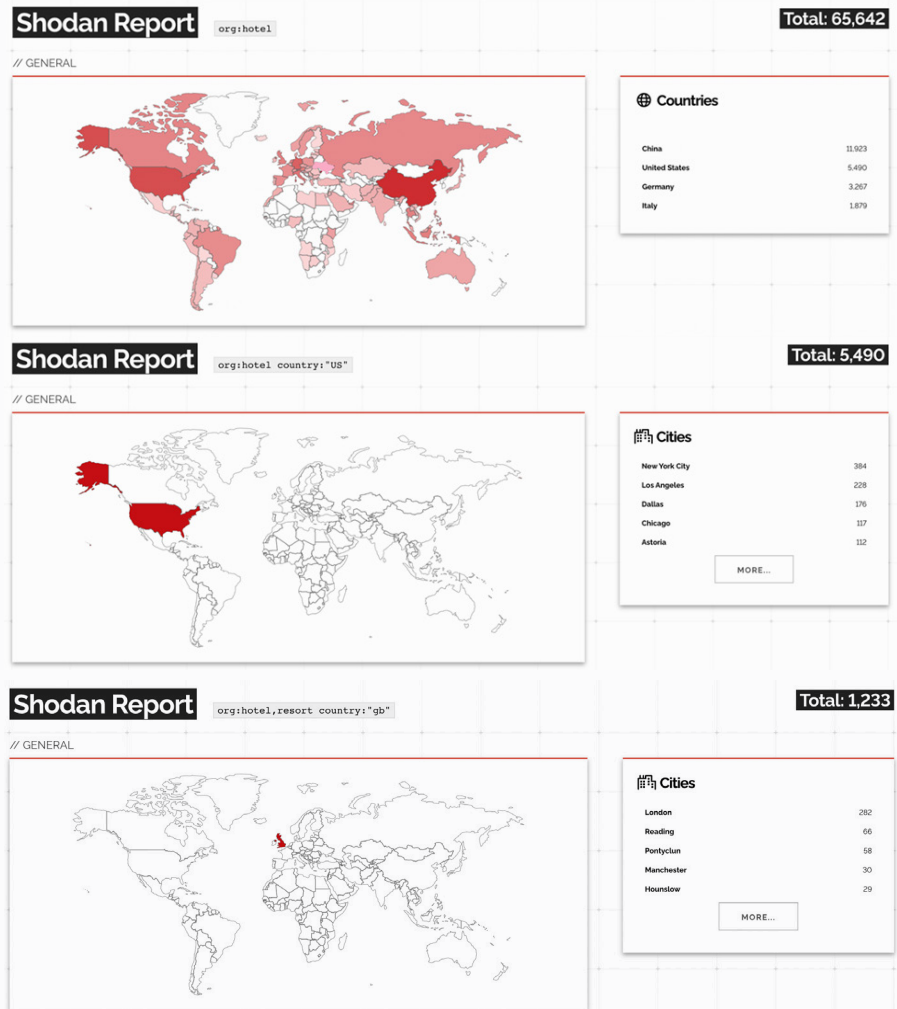 Shodan Report org:hotel Total: 65,642
// GENERAL
Countries
China 11,923
United States 5,490
Germany 3,267
Italy 1,879
Shodan Report org:hotel country:"US" Total: 5,490
// GENERAL
Cities
New York City 384
Los Angeles 228
Dallas 176
Chicago 117
Astoria 112
MORE...
Shodan Report org:hotel,resort country:"gb" Total: 1,233
// GENERAL
Cities
London 282
Reading 66
Pontyclun 58
Manchester 30
Hounslow 29
MORE...